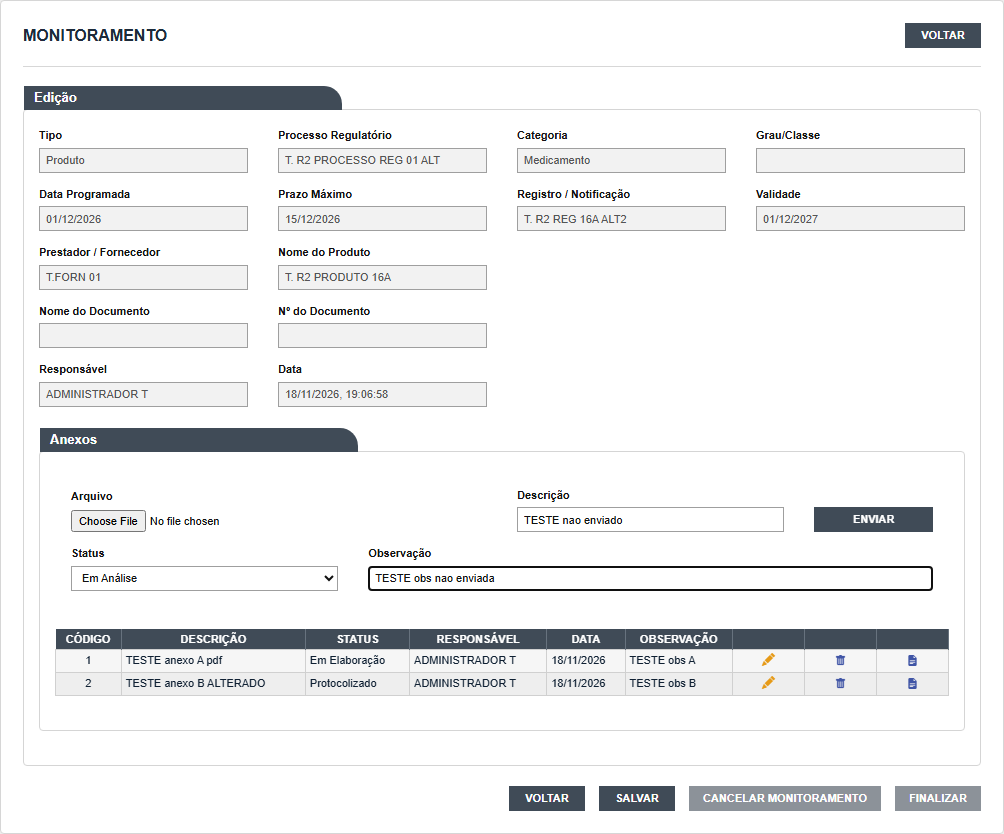 MONITORAMENTO
VOLTAR
Edição
Tipo Processo Regulatório Categoria Grau/Classe
Produto T. R2 PROCESSO REG 01 ALT Medicamento
Data Programada Prazo Máximo Registro / Notificação Validade
01/12/2026 15/12/2026 T. R2 REG 16A ALT2 01/12/2027
Prestador / Fornecedor Nome do Produto
T.FORN 01 T. R2 PRODUTO 16A
Nome do Documento Nº do Documento
Responsável Data
ADMINISTRADOR T 18/11/2026, 19:06:58
Anexos
Arquivo Descrição
Choose File No file chosen TESTE nao enviado ENVIAR
Status Observação
Em Análise TESTE obs nao enviada
CÓDIGO DESCRIÇÃO STATUS RESPONSÁVEL DATA OBSERVAÇÃO
1 TESTE anexo A pdf Em Elaboração ADMINISTRADOR T 18/11/2026 TESTE obs A
2 TESTE anexo B ALTERADO Protocolizado ADMINISTRADOR T 18/11/2026 TESTE obs B
VOLTAR SALVAR CANCELAR MONITORAMENTO FINALIZAR